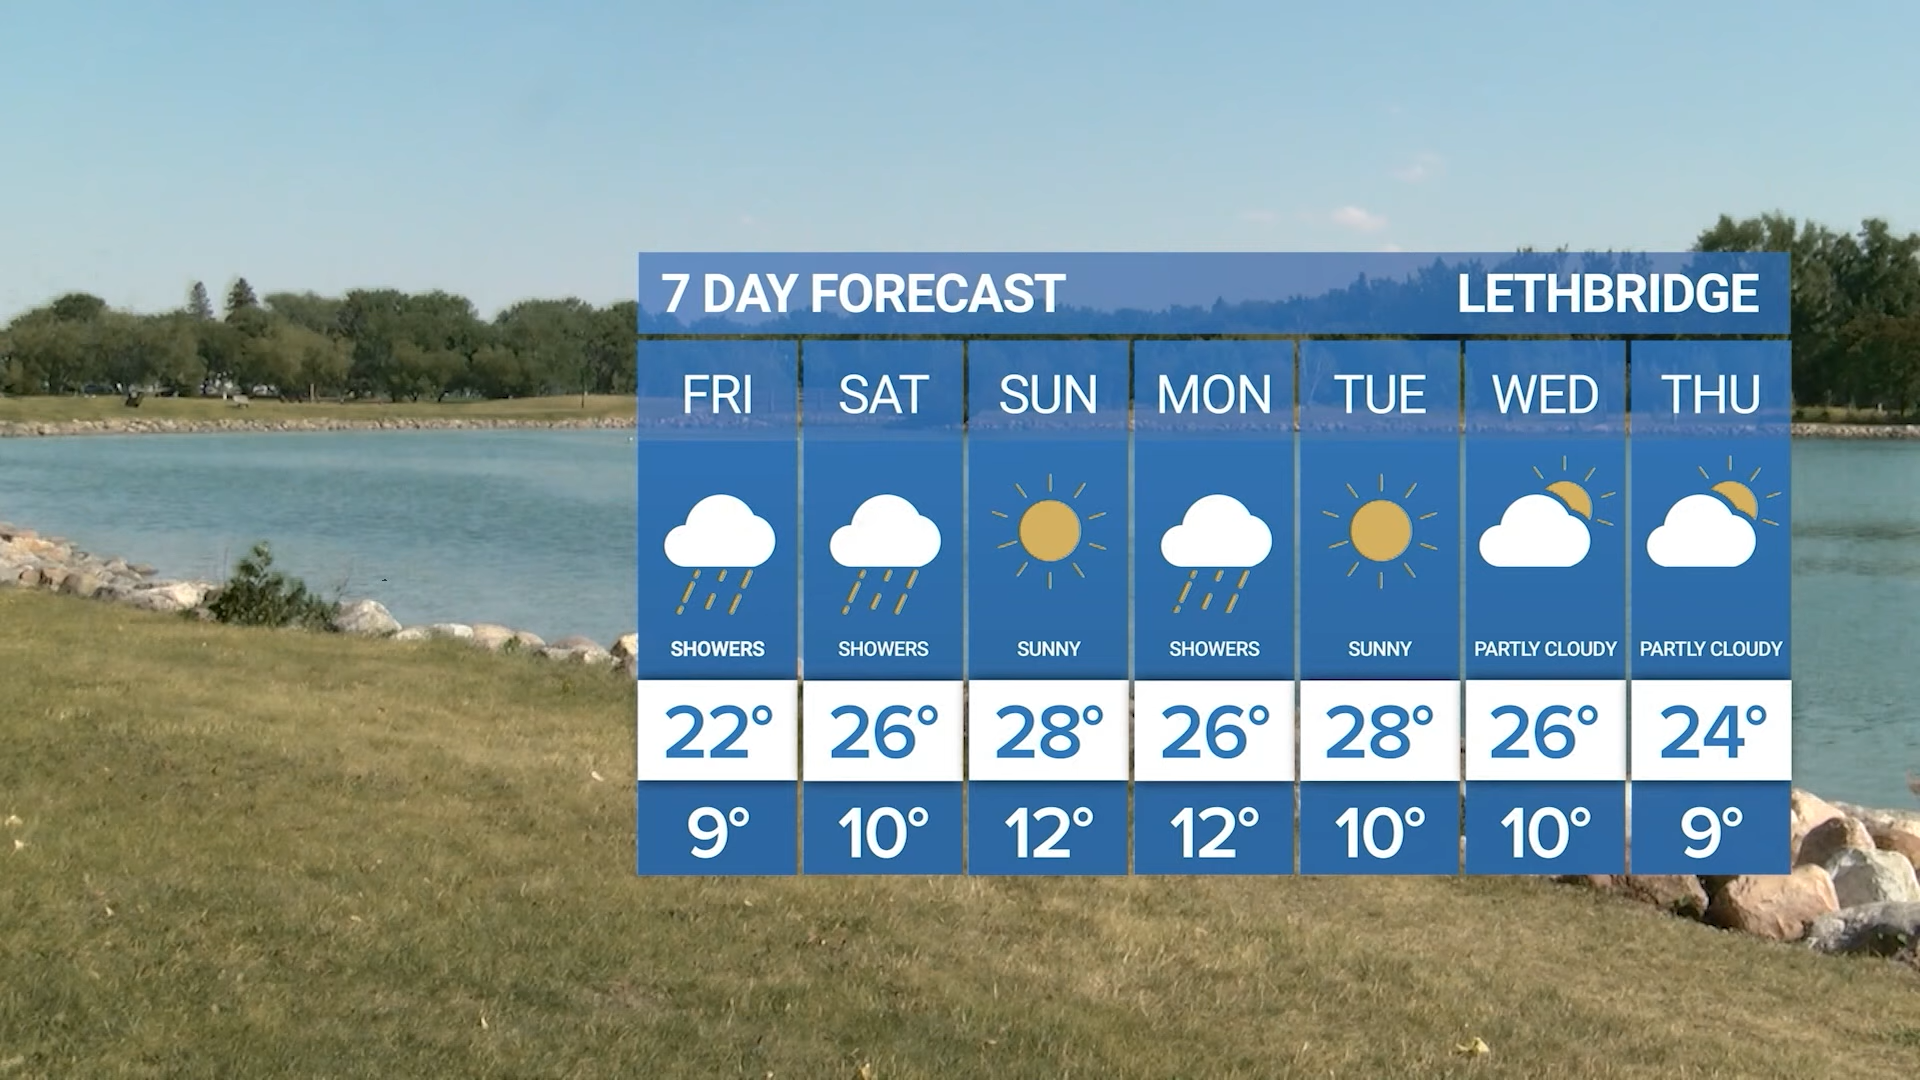 7 DAY FORECAST LETHBRIDGE
FRI SAT SUN MON TUE WED THU
SHOWERS SHOWERS SUNNY SHOWERS SUNNY PARTLY CLOUDY PARTLY CLOUDY
22° 26° 28° 26° 28° 26° 24°
9° 10° 12° 12° 10° 10° 9°